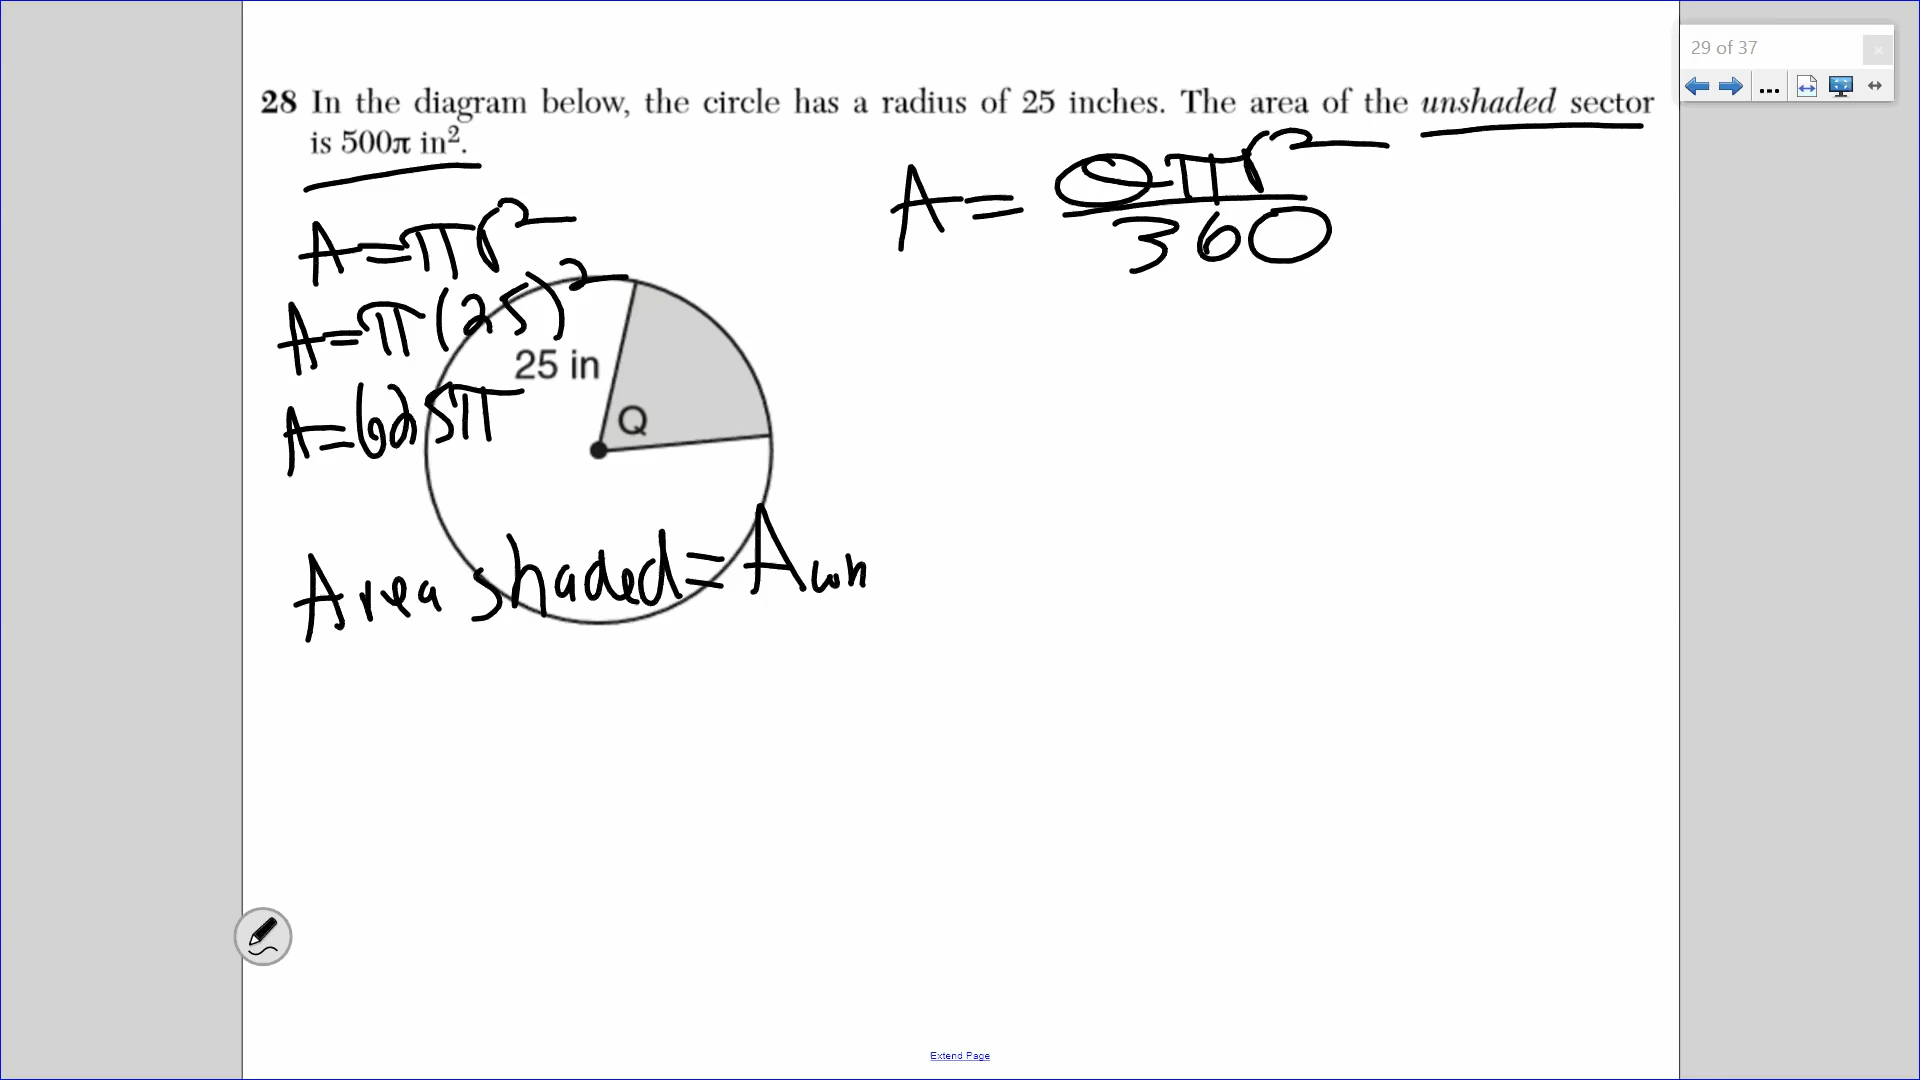 29 of 37
28 In the diagram below, the circle has a radius of 25 inches. The area of the unshaded sector
is 500π in².
A = θπr²
360
A = πr²
A = π(25)²
25 in
A = 625π
Q
Area shaded = A wh
Extend Page